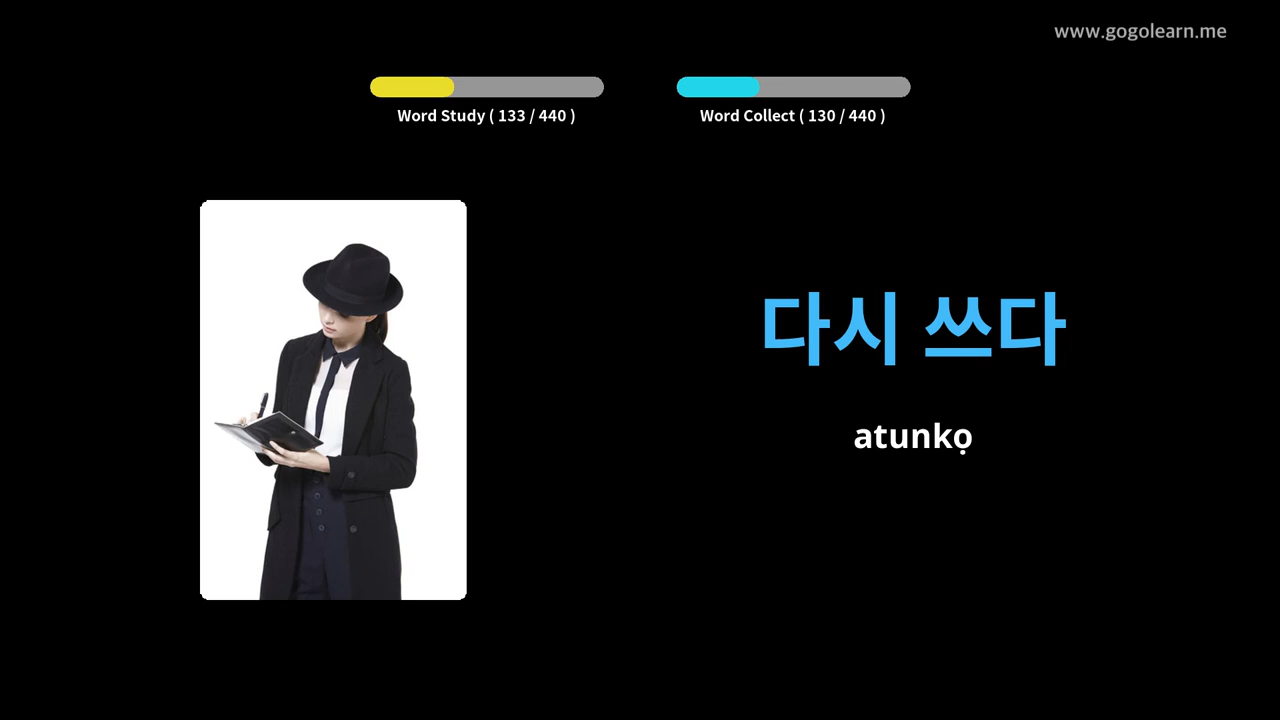 www.gogolearn.me
Word Study ( 133 / 440 )
Word Collect ( 130 / 440 )
다시 쓰다
atunkọ